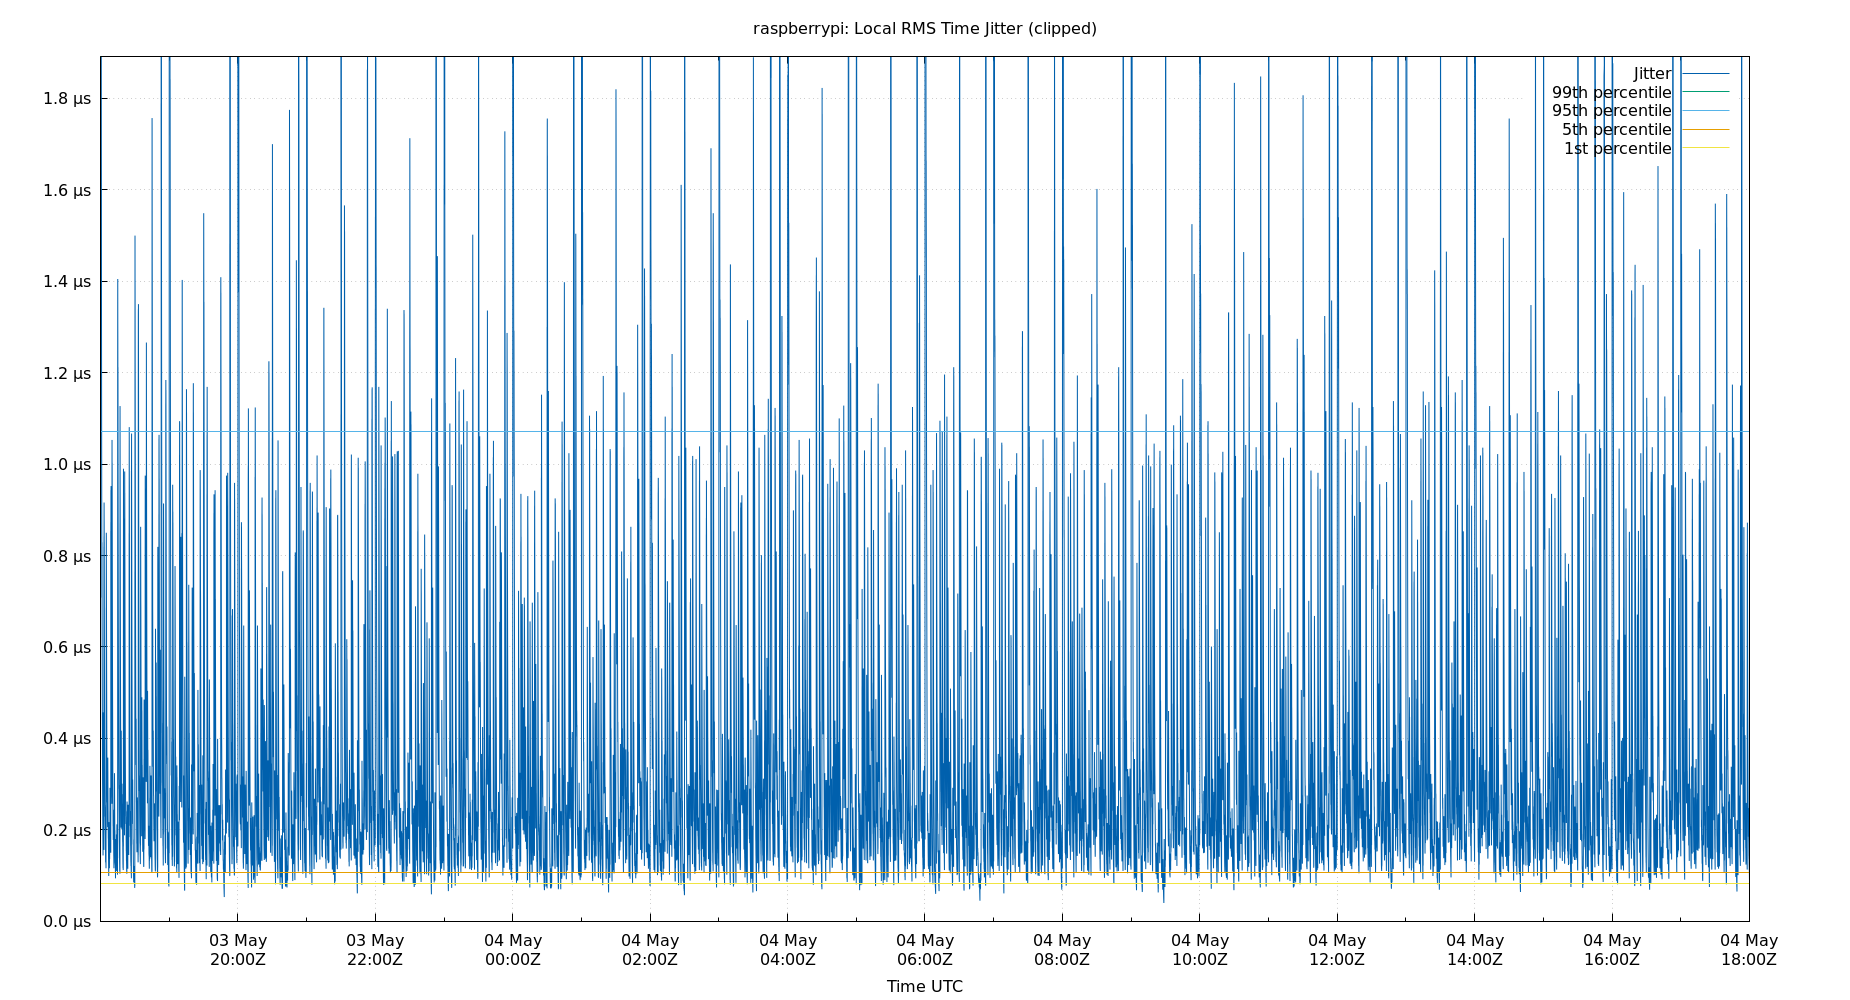 raspberrypi: Local RMS Time Jitter (clipped)
Jitter
99th percentile
95th percentile
5th percentile
1st percentile
1.8 µs
1.6 µs
1.4 µs
1.2 µs
1.0 µs
0.8 µs
0.6 µs
0.4 µs
0.2 µs
0.0 µs
03 May 03 May 04 May 04 May 04 May 04 May 04 May 04 May 04 May 04 May 04 May 04 May
20:00Z 22:00Z 00:00Z 02:00Z 04:00Z 06:00Z 08:00Z 10:00Z 12:00Z 14:00Z 16:00Z 18:00Z
Time UTC